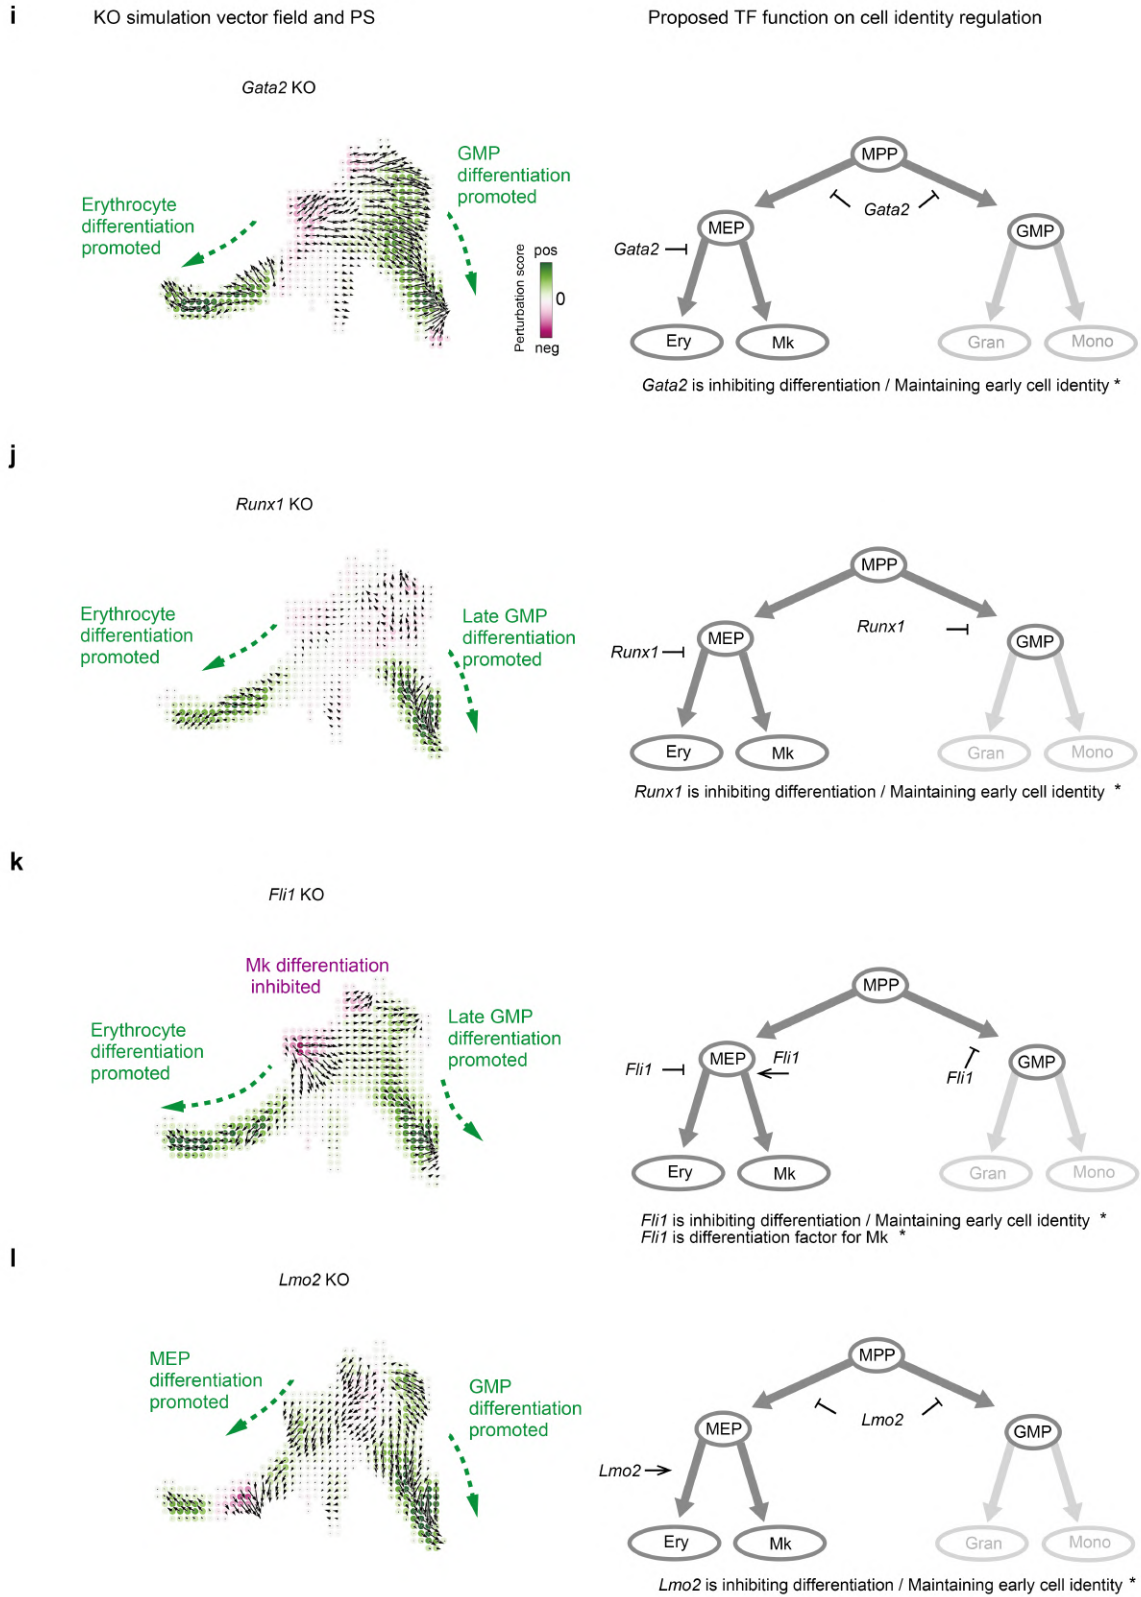 i
KO simulation vector field and PS
Proposed TF function on cell identity regulation
Gata2 KO
GMP
differentiation
promoted
Erythrocyte
differentiation
promoted
Perturbation score
pos
0
neg
MPP
Gata2
MEP
Gata2
GMP
Ery
Mk
Gran
Mono
Gata2 is inhibiting differentiation / Maintaining early cell identity *
j
Runx1 KO
Erythrocyte
differentiation
promoted
Late GMP
differentiation
promoted
MPP
Runx1
MEP
Runx1
GMP
Ery
Mk
Gran
Mono
Runx1 is inhibiting differentiation / Maintaining early cell identity *
k
Fli1 KO
Mk differentiation
inhibited
Erythrocyte
differentiation
promoted
Late GMP
differentiation
promoted
MPP
Fli1
MEP
Fli1
Fli1
GMP
Ery
Mk
Gran
Mono
Fli1 is inhibiting differentiation / Maintaining early cell identity *
Fli1 is differentiation factor for Mk *
l
Lmo2 KO
MEP
differentiation
promoted
GMP
differentiation
promoted
MPP
Lmo2
MEP
GMP
Lmo2
Ery
Mk
Gran
Mono
Lmo2 is inhibiting differentiation / Maintaining early cell identity *